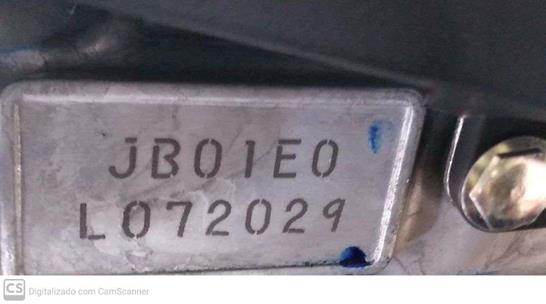 JB01E0
L072029
CS Digitalizado com CamScanner